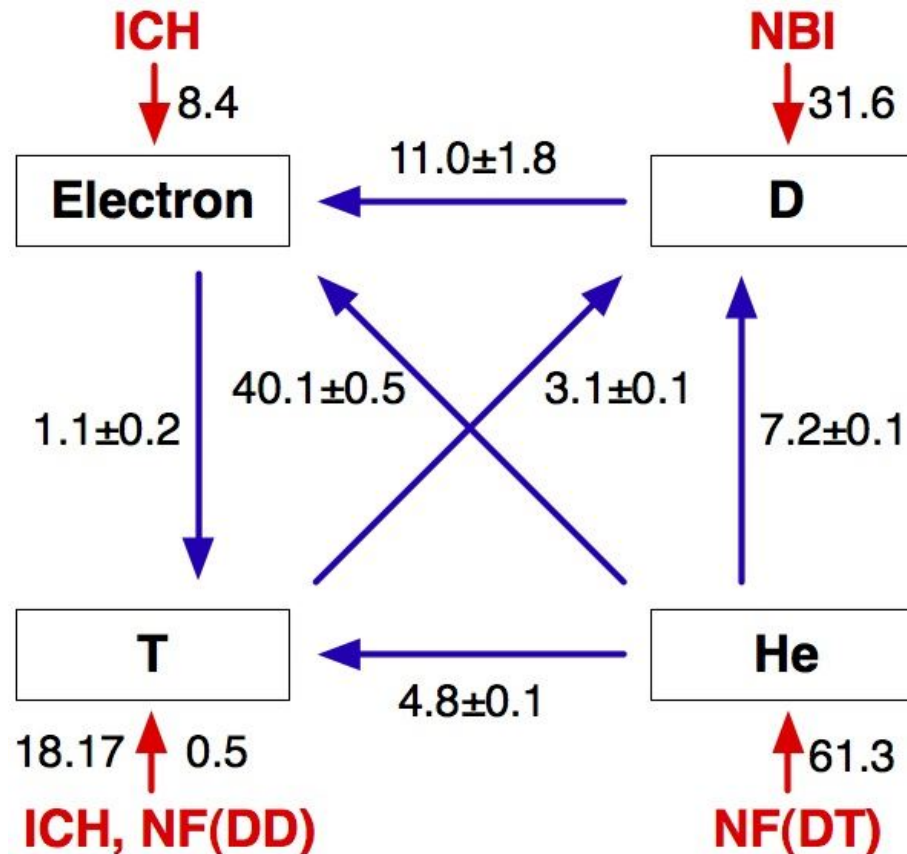 ICH
NBI
8.4
31.6
11.0±1.8
Electron
D
40.1±0.5
3.1±0.1
1.1±0.2
7.2±0.1
T
He
4.8±0.1
18.17
0.5
61.3
ICH, NF(DD)
NF(DT)